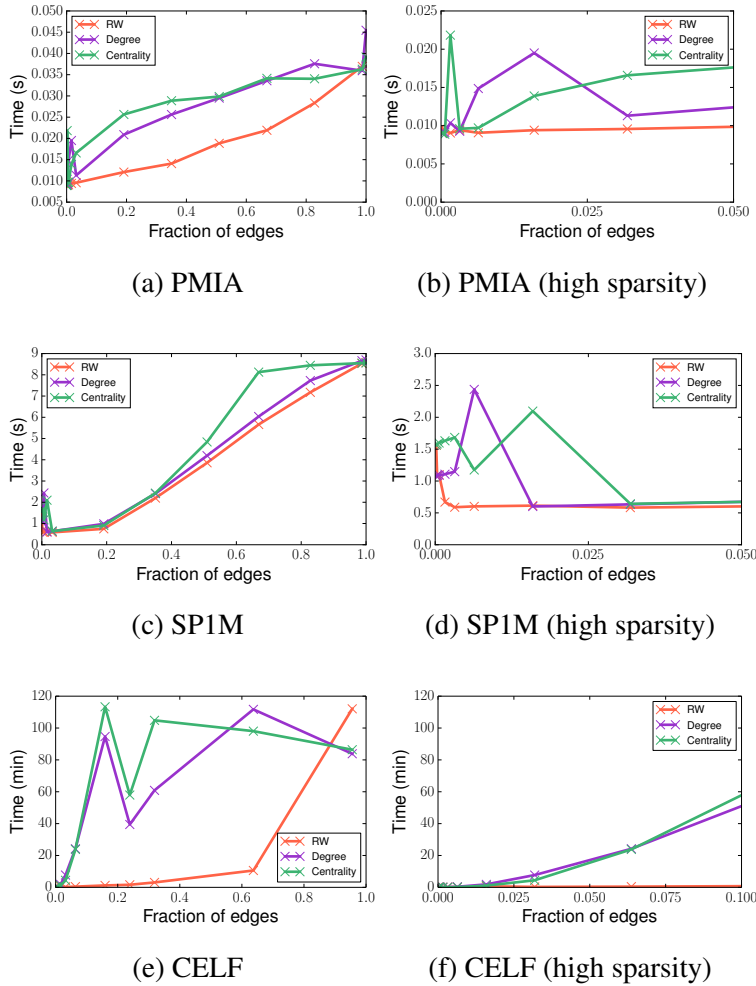 0.050
0.045
0.040
0.035
0.030
0.025
0.020
0.015
0.010
0.005
Time (s)
RW
Degree
Centrality
0.0 0.2 0.4 0.6 0.8 1.0
Fraction of edges
(a) PMIA
0.025
0.020
0.015
0.010
0.005
0.000
Time (s)
RW
Degree
Centrality
0.000 0.025 0.050
Fraction of edges
(b) PMIA (high sparsity)
9
8
7
6
5
4
3
2
1
0
Time (s)
RW
Degree
Centrality
0.0 0.2 0.4 0.6 0.8 1.0
Fraction of edges
(c) SP1M
3.0
2.5
2.0
1.5
1.0
0.5
0.0
Time (s)
RW
Degree
Centrality
0.000 0.025 0.050
Fraction of edges
(d) SP1M (high sparsity)
120
100
80
60
40
20
0
Time (min)
RW
Degree
Centrality
0.0 0.2 0.4 0.6 0.8 1.0
Fraction of edges
(e) CELF
120
100
80
60
40
20
0
Time (min)
RW
Degree
Centrality
0.000 0.025 0.050 0.075 0.100
Fraction of edges
(f) CELF (high sparsity)